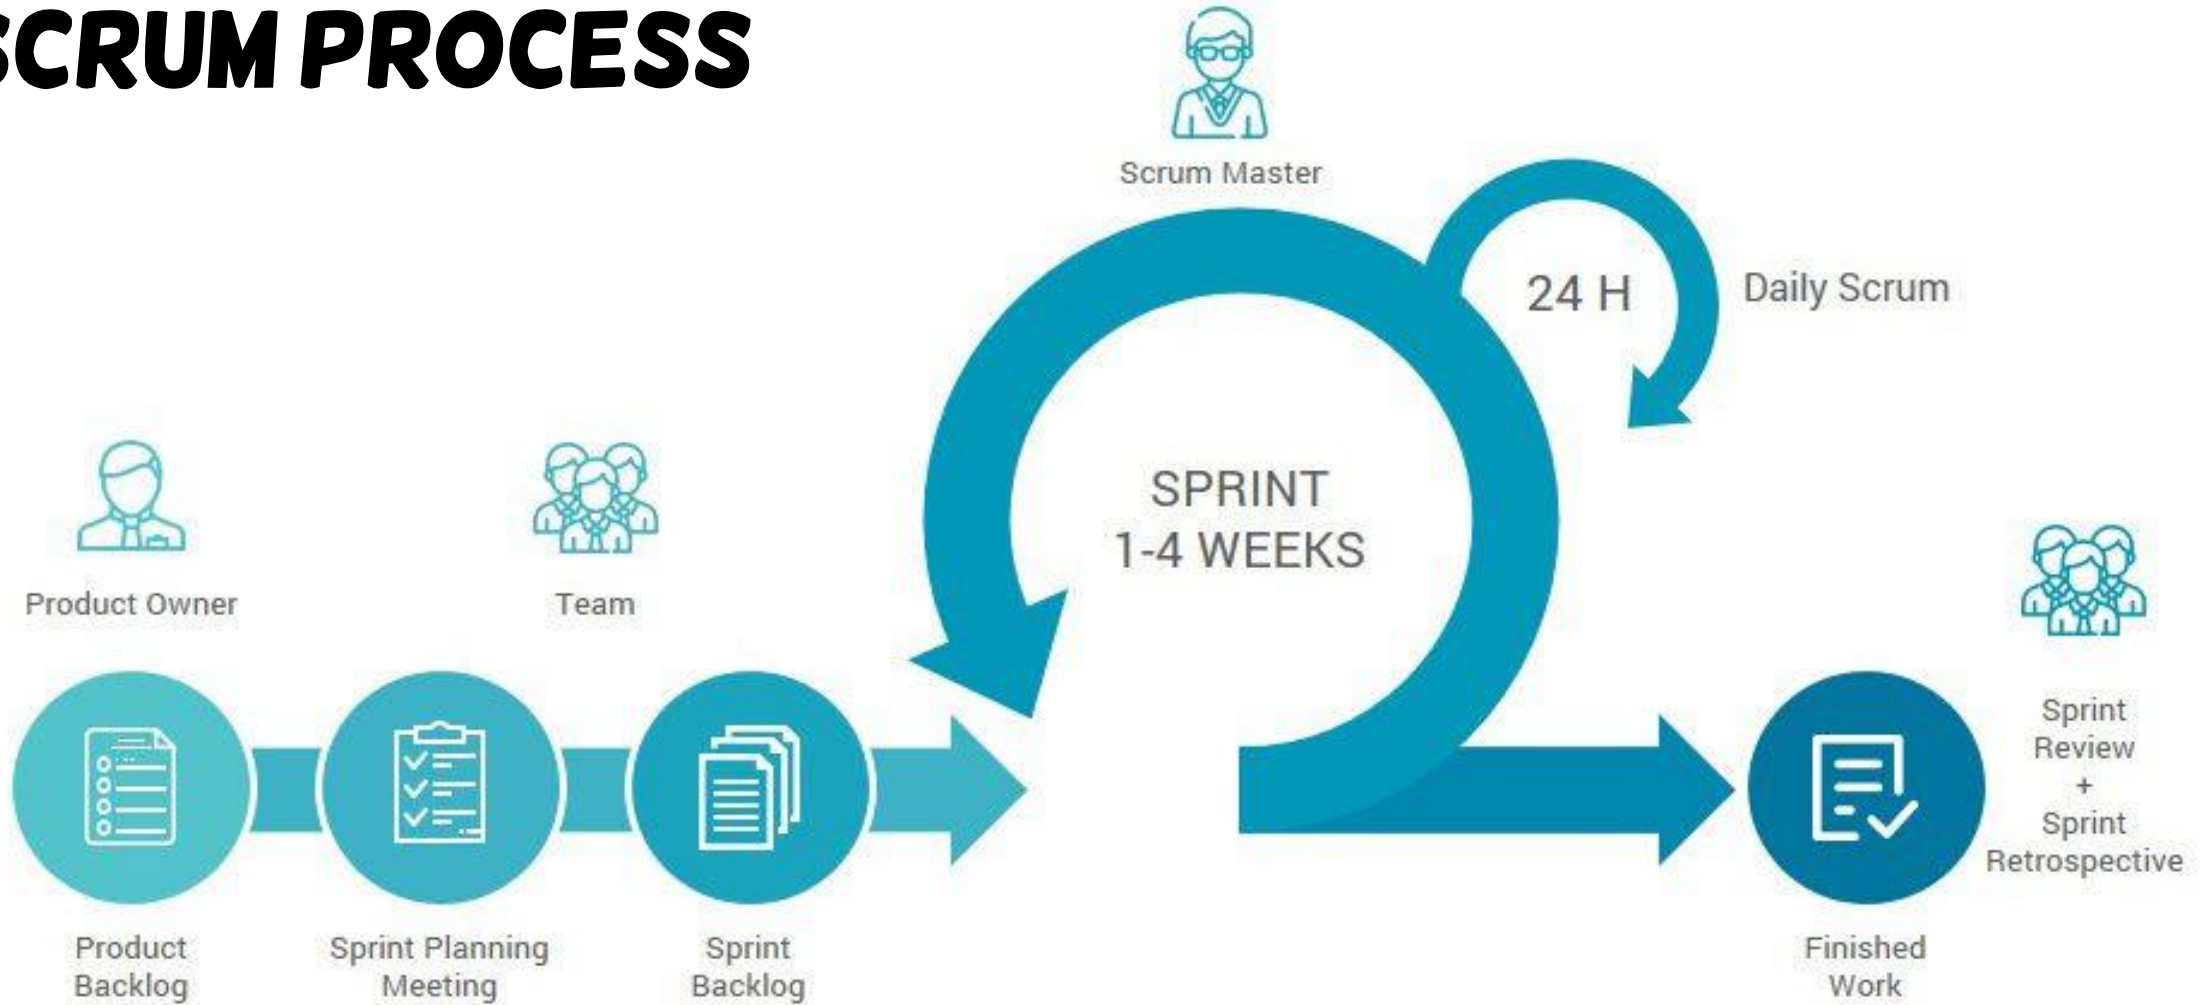 SCRUM PROCESS
Scrum Master
24 H
Daily Scrum
SPRINT
1-4 WEEKS
Product Owner
Team
Sprint
Review
+
Sprint
Retrospective
Product
Backlog
Sprint Planning
Meeting
Sprint
Backlog
Finished
Work